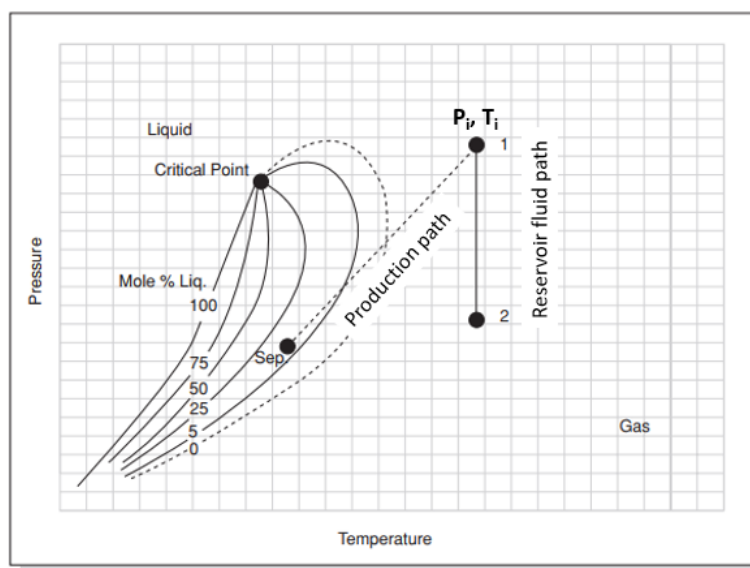 Pi, Ti
Liquid
1
Critical Point
Pressure
Mole % Liq.
100
Production path
Reservoir fluid path
2
Sep.
75
50
25
5
0
Gas
Temperature